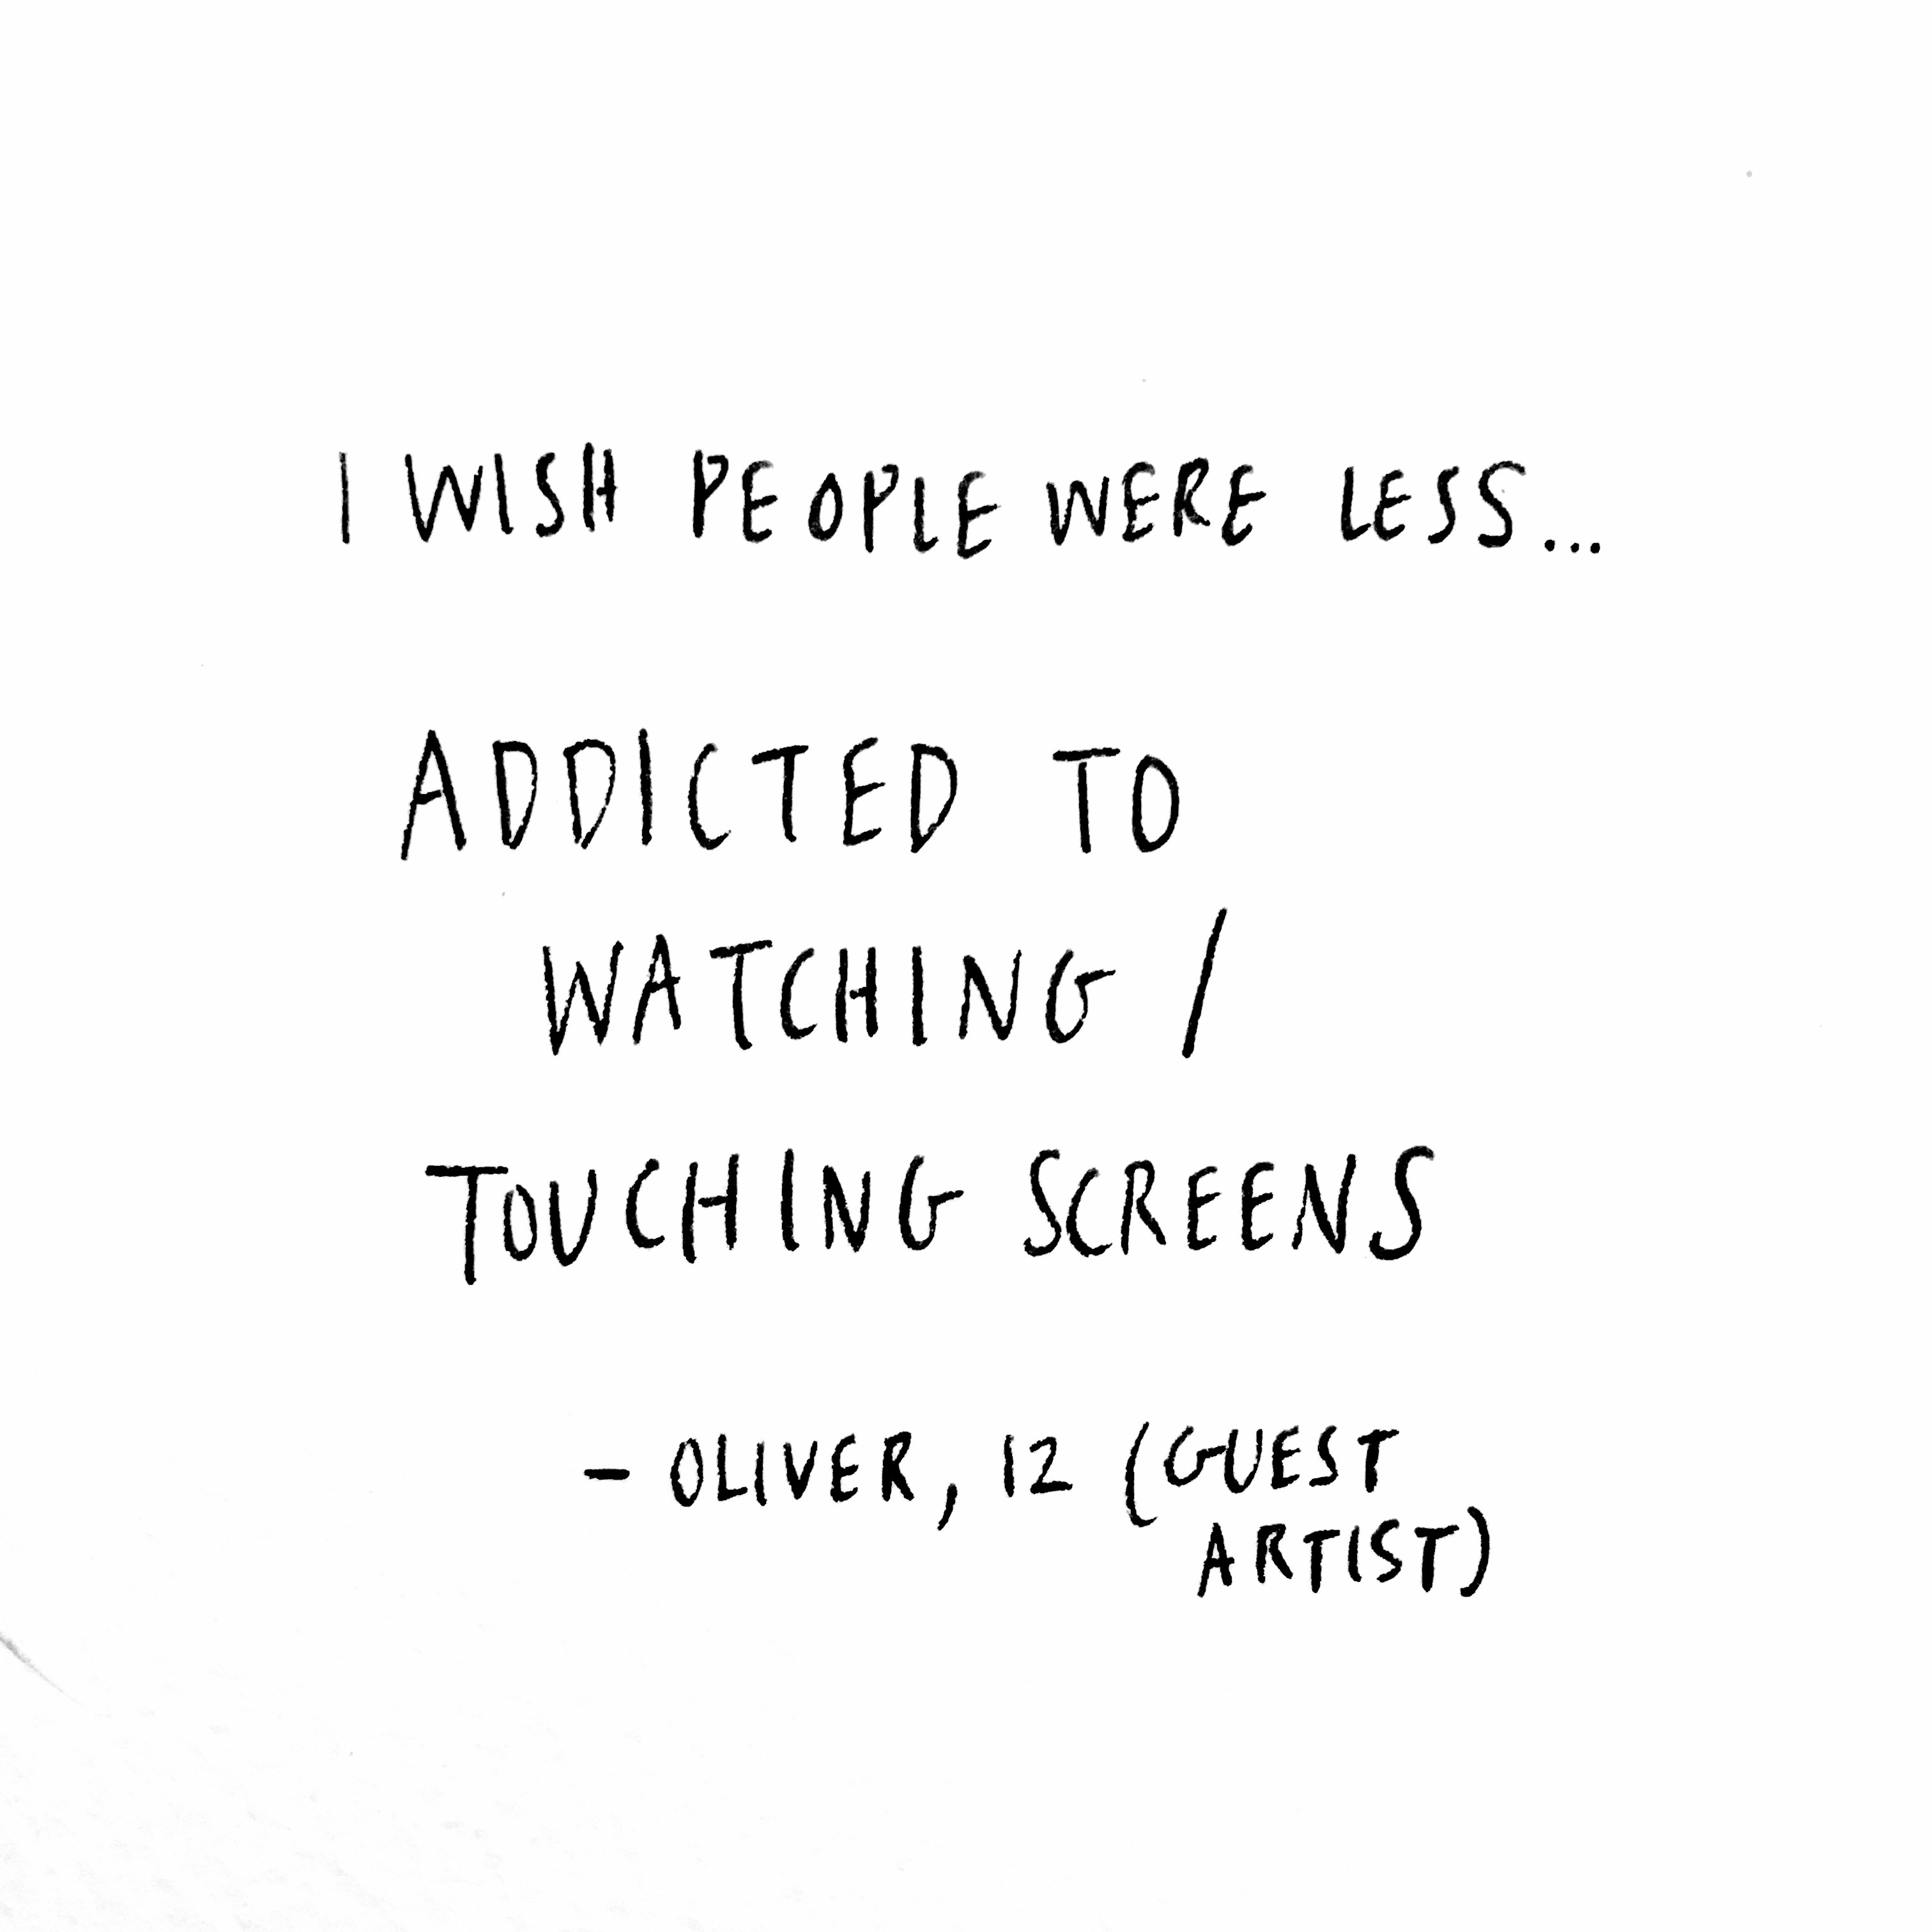 I WISH PEOPLE WERE LESS...
ADDICTED TO
WATCHING /
TOUCHING SCREENS
- OLIVER, 12 (GUEST
ARTIST)